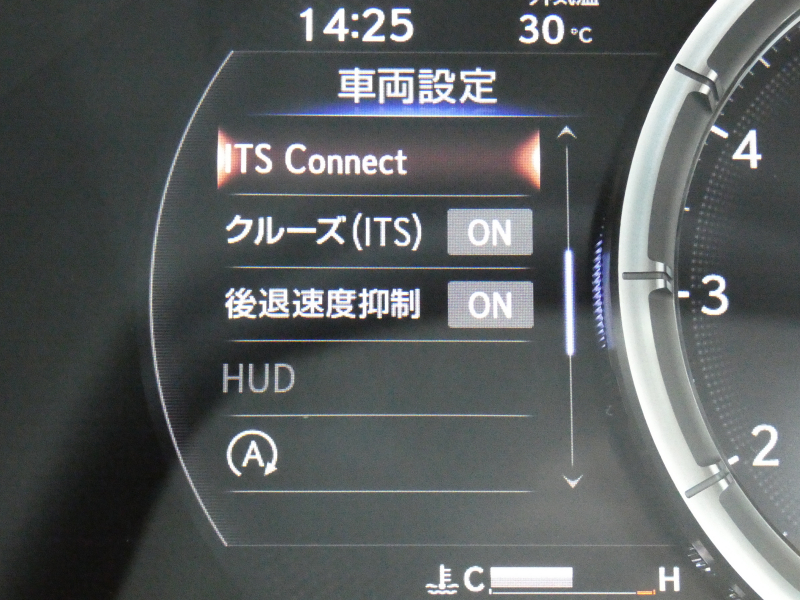 14:25
30℃
車両設定
ITS Connect
クルーズ(ITS) ON
後退速度抑制 ON
HUD
A
4
3
2
C H